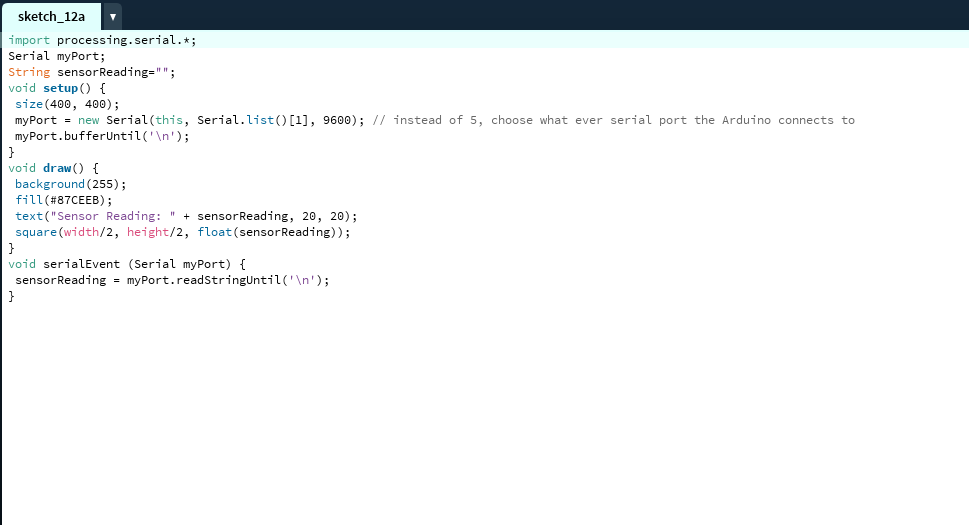 sketch_12a ▼
import processing.serial.*;
Serial myPort;
String sensorReading="";
void setup() {
 size(400, 400);
 myPort = new Serial(this, Serial.list()[1], 9600); // instead of 5, choose what ever serial port the Arduino connects to
 myPort.bufferUntil('\n');
}
void draw() {
 background(255);
 fill(#87CEEB);
 text("Sensor Reading: " + sensorReading, 20, 20);
 square(width/2, height/2, float(sensorReading));
}
void serialEvent (Serial myPort) {
 sensorReading = myPort.readStringUntil('\n');
}